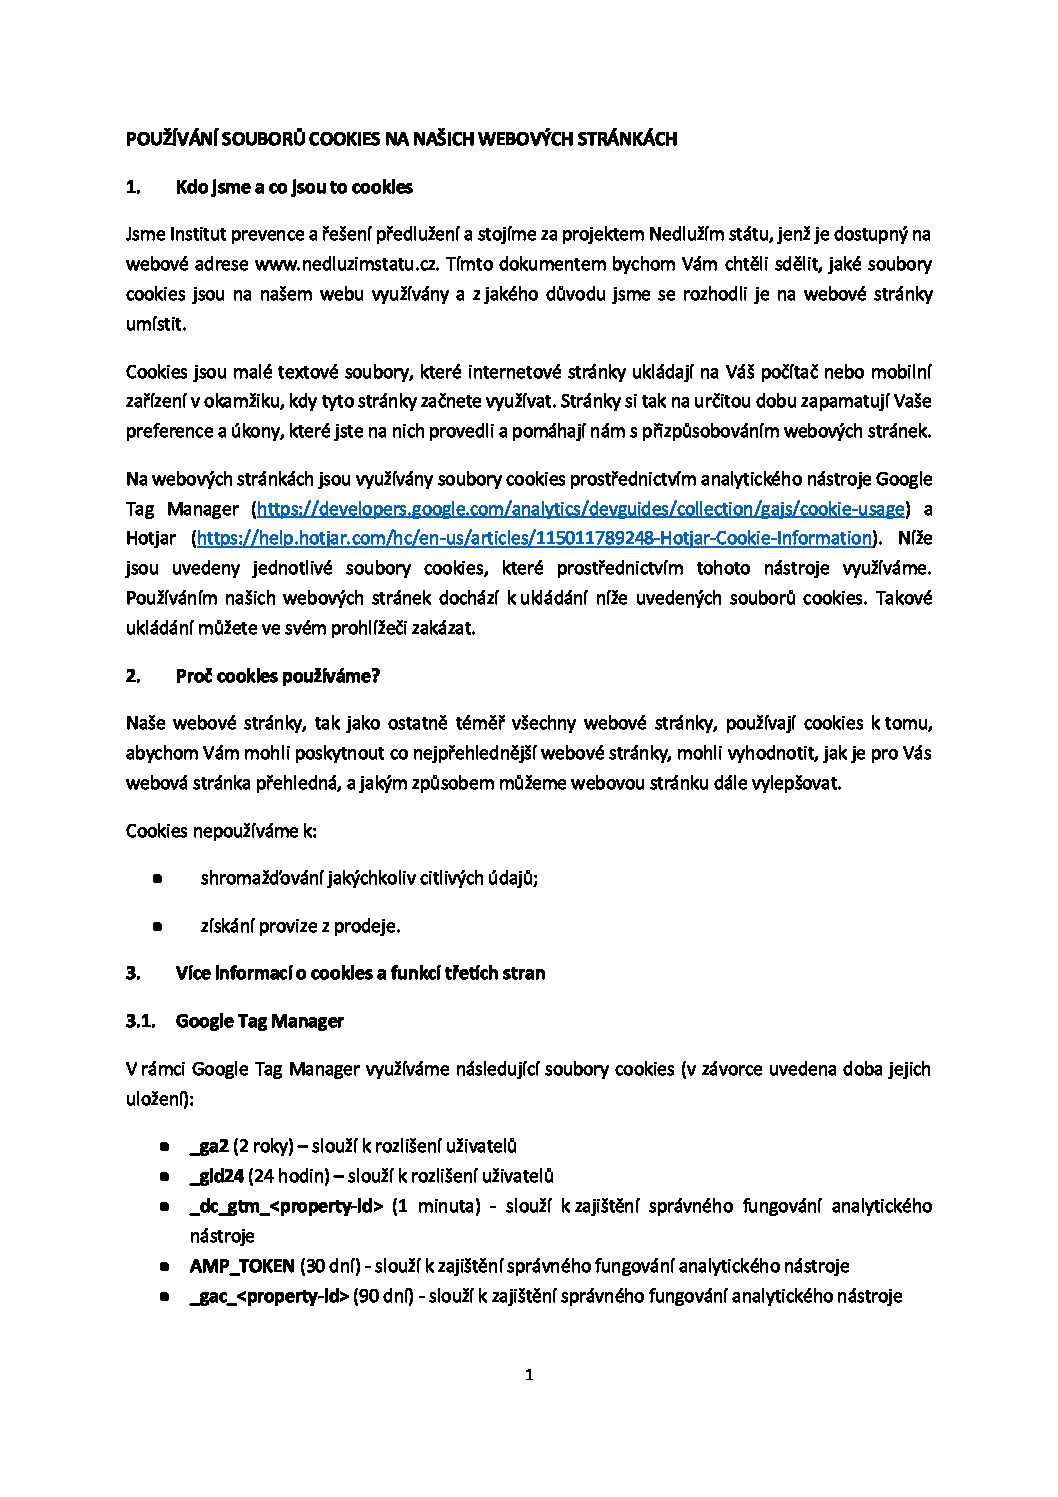 POUŽÍVÁNÍ SOUBORŮ COOKIES NA NAŠICH WEBOVÝCH STRÁNKÁCH
1. Kdo jsme a co jsou to cookies
Jsme Institut prevence a řešení předlužení a stojíme za projektem Nedlužím státu, jenž je dostupný na
webové adrese www.nedluzimstatu.cz. Tímto dokumentem bychom Vám chtěli sdělit, jaké soubory
cookies jsou na našem webu využívány a z jakého důvodu jsme se rozhodli je na webové stránky
umístit.
Cookies jsou malé textové soubory, které internetové stránky ukládají na Váš počítač nebo mobilní
zařízení v okamžiku, kdy tyto stránky začnete využívat. Stránky si tak na určitou dobu zapamatují Vaše
preference a úkony, které jste na nich provedli a pomáhají nám s přizpůsobováním webových stránek.
Na webových stránkách jsou využívány soubory cookies prostřednictvím analytického nástroje Google
Tag Manager (https://developers.google.com/analytics/devguides/collection/gajs/cookie-usage) a
Hotjar (https://help.hotjar.com/hc/en-us/articles/115011789248-Hotjar-Cookie-Information). Níže
jsou uvedeny jednotlivé soubory cookies, které prostřednictvím tohoto nástroje využíváme.
Používáním našich webových stránek dochází k ukládání níže uvedených souborů cookies. Takové
ukládání můžete ve svém prohlížeči zakázat.
2. Proč cookies používáme?
Naše webové stránky, tak jako ostatně téměř všechny webové stránky, používají cookies k tomu,
abychom Vám mohli poskytnout co nejpřehlednější webové stránky, mohli vyhodnotit, jak je pro Vás
webová stránka přehledná, a jakým způsobem můžeme webovou stránku dále vylepšovat.
Cookies nepoužíváme k:
● shromažďování jakýchkoliv citlivých údajů;
● získání provize z prodeje.
3. Více informací o cookies a funkcí třetích stran
3.1. Google Tag Manager
V rámci Google Tag Manager využíváme následující soubory cookies (v závorce uvedena doba jejich
uložení):
● _ga2 (2 roky) – slouží k rozlišení uživatelů
● _gid24 (24 hodin) – slouží k rozlišení uživatelů
● _dc_gtm_<property-id> (1 minuta) - slouží k zajištění správného fungování analytického
nástroje
● AMP_TOKEN (30 dní) - slouží k zajištění správného fungování analytického nástroje
● _gac_<property-id> (90 dní) - slouží k zajištění správného fungování analytického nástroje
1